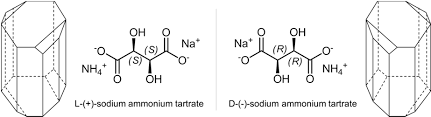 OH O Na⁺
(S)
⁻O (S) O⁻
NH₄⁺ O OH
L-(+)-sodium ammonium tartrate
O OH
Na⁺
(R)
⁻O (R) O⁻
OH O NH₄⁺
D-(-)-sodium ammonium tartrate